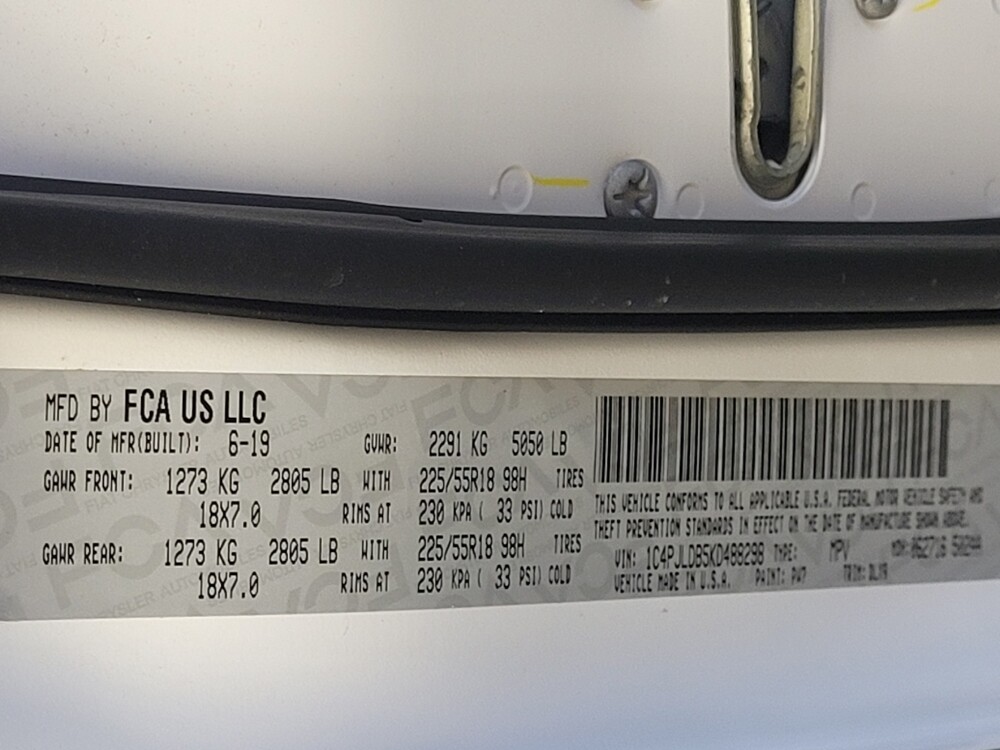 MFD BY FCA US LLC
DATE OF MFR(BUILT): 6-19 GVWR: 2291 KG 5050 LB
GAWR FRONT: 1273 KG 2805 LB WITH 225/55R18 98H TIRES
18X7.0 RIMS AT 230 KPA ( 33 PSI) COLD
GAWR REAR: 1273 KG 2805 LB WITH 225/55R18 98H TIRES
18X7.0 RIMS AT 230 KPA ( 33 PSI) COLD
THIS VEHICLE CONFORMS TO ALL APPLICABLE U.S.A. FEDERAL MOTOR VEHICLE SAFETY AND
THEFT PREVENTION STANDARDS IN EFFECT ON THE DATE OF MANUFACTURE SHOWN ABOVE.
VIN: 1C4PJLDB5KD488298 TYPE: MPV MDH:
VEHICLE MADE IN U.S.A. PAINT: PW7 TRIM: